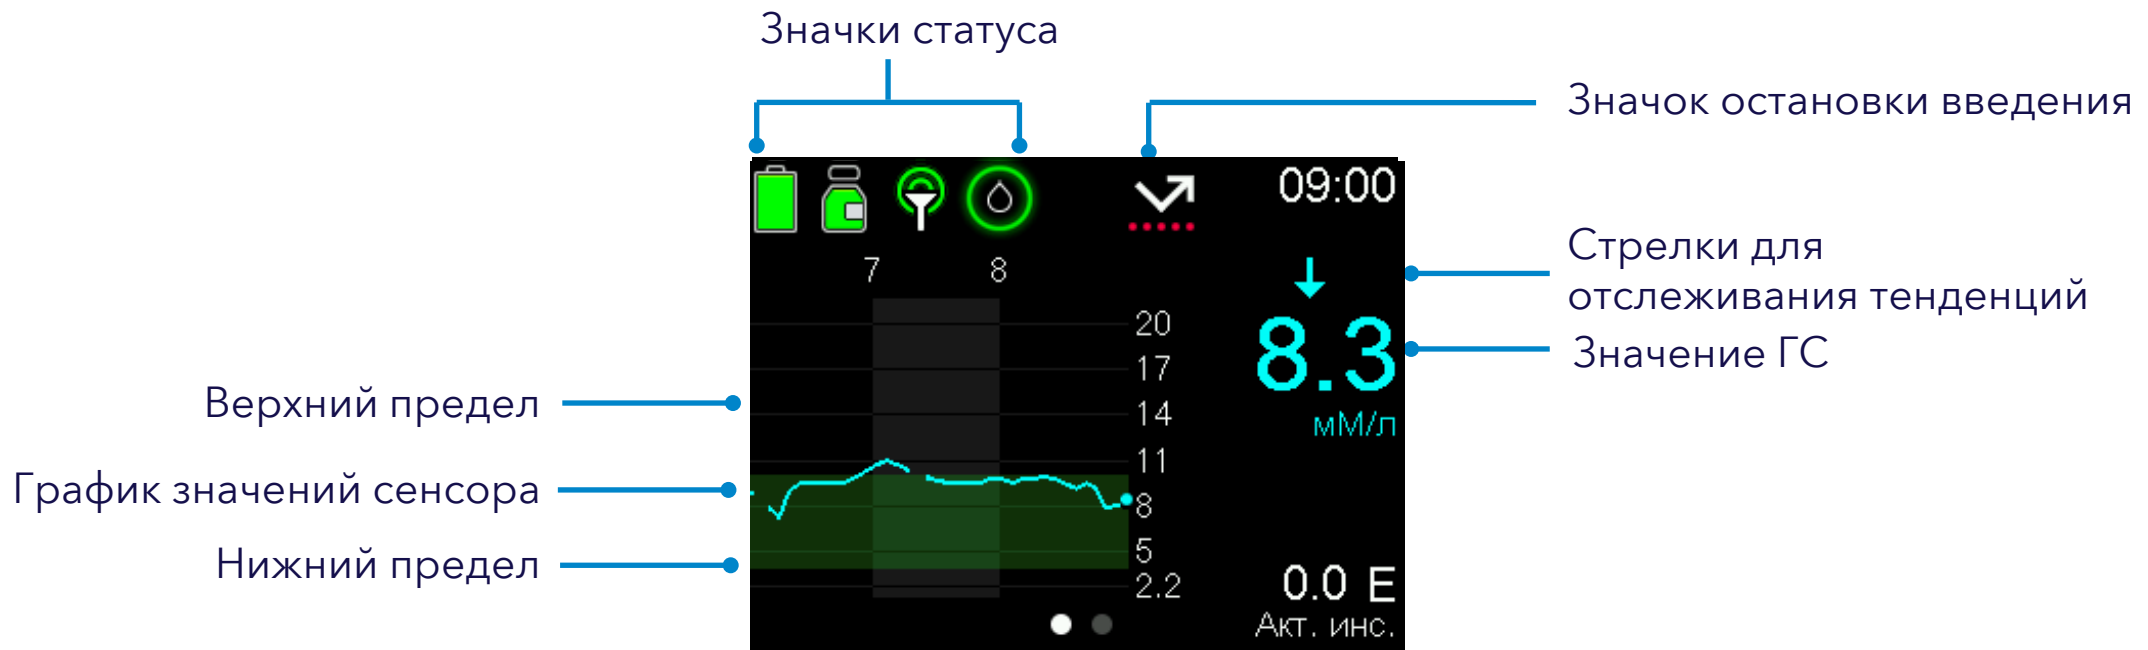 Значки статуса
Значок остановки введения
09:00
Стрелки для
отслеживания тенденций
7 8
20
8.3
Значение ГС
17
Верхний предел
14
мМ/л
11
График значений сенсора
8
5
Нижний предел
2.2
0.0 E
Акт. инс.